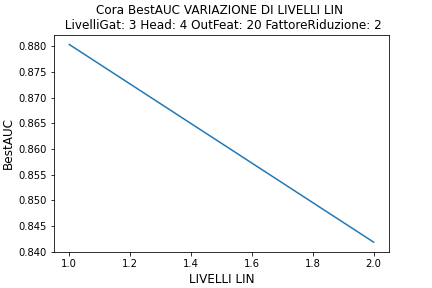 Cora BestAUC VARIAZIONE DI LIVELLI LIN
LivelliGat: 3 Head: 4 OutFeat: 20 FattoreRiduzione: 2
0.880
0.875
0.870
0.865
0.860
0.855
0.850
0.845
0.840
BestAUC
1.0 1.2 1.4 1.6 1.8 2.0
LIVELLI LIN